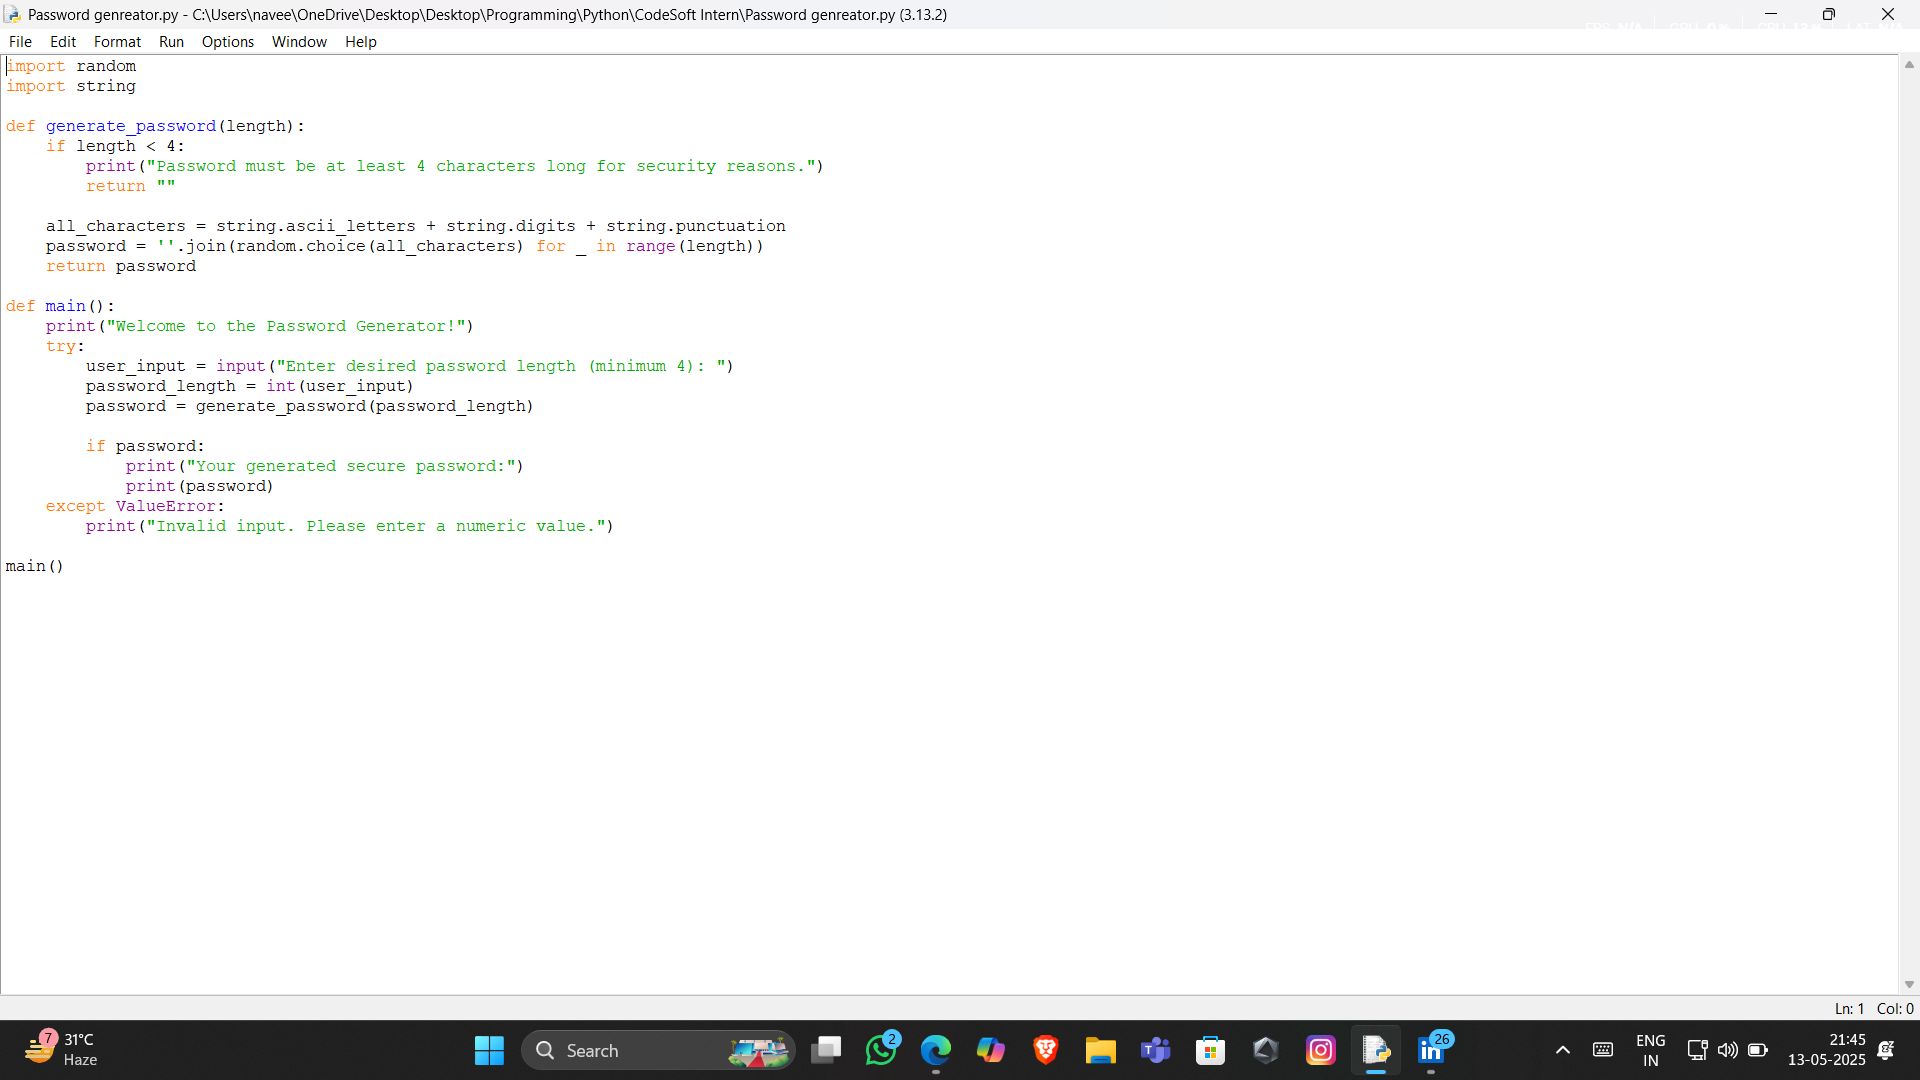 Password genreator.py - C:\Users\navee\OneDrive\Desktop\Desktop\Programming\Python\CodeSoft Intern\Password genreator.py (3.13.2)
File Edit Format Run Options Window Help
import random
import string

def generate_password(length):
    if length < 4:
        print("Password must be at least 4 characters long for security reasons.")
        return ""

    all_characters = string.ascii_letters + string.digits + string.punctuation
    password = ''.join(random.choice(all_characters) for _ in range(length))
    return password

def main():
    print("Welcome to the Password Generator!")
    try:
        user_input = input("Enter desired password length (minimum 4): ")
        password_length = int(user_input)
        password = generate_password(password_length)

        if password:
            print("Your generated secure password:")
            print(password)
    except ValueError:
        print("Invalid input. Please enter a numeric value.")

main()
Ln: 1 Col: 0
7
31°C
Haze
Search
2
26
ENG
IN
21:45
13-05-2025